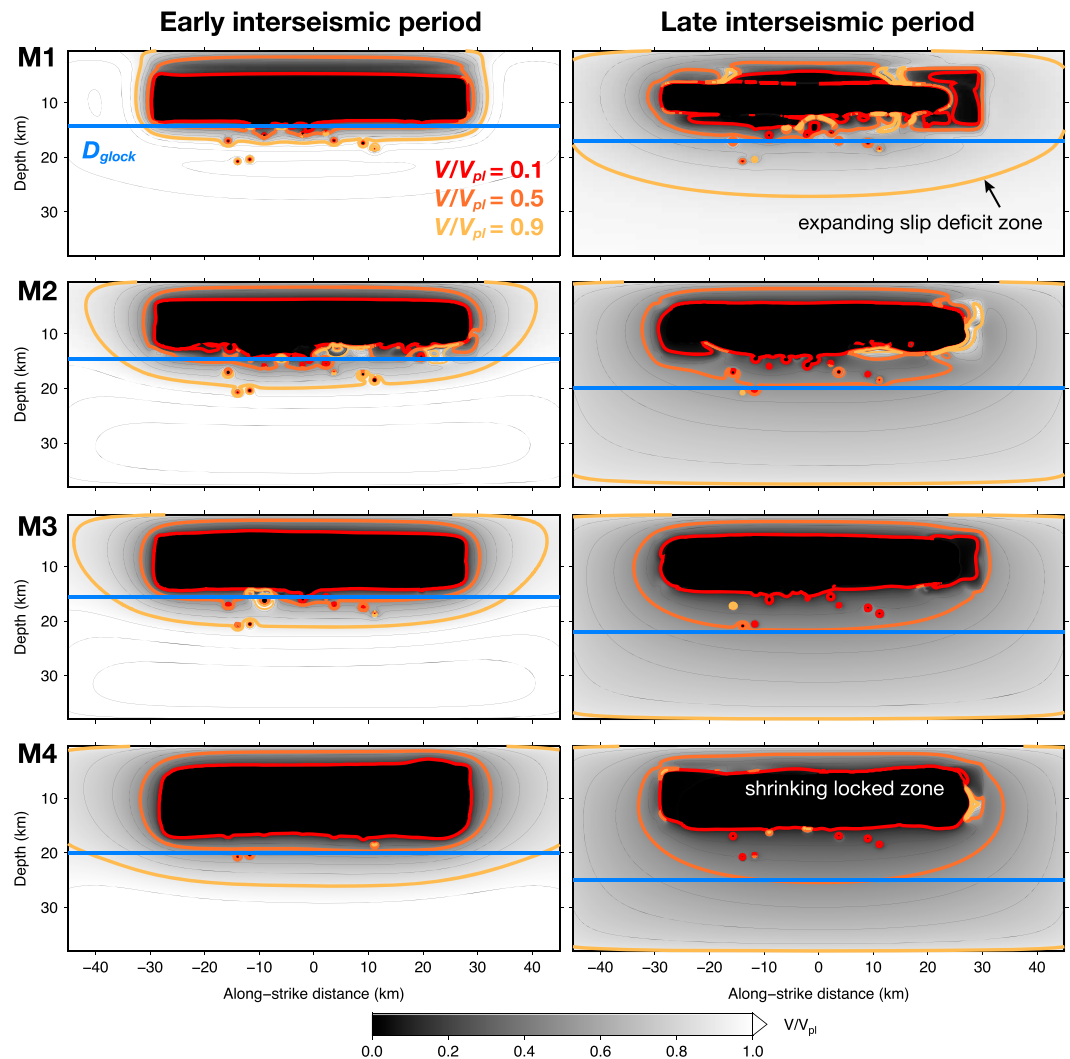 Early interseismic period
Late interseismic period
M1
Depth (km)
10
20
30
D_glock
V/V_pl = 0.1
V/V_pl = 0.5
V/V_pl = 0.9
expanding slip deficit zone
M2
Depth (km)
10
20
30
M3
Depth (km)
10
20
30
M4
Depth (km)
10
20
30
shrinking locked zone
−40 −30 −20 −10 0 10 20 30 40
−40 −30 −20 −10 0 10 20 30 40
Along−strike distance (km)
Along−strike distance (km)
V/V_pl
0.0 0.2 0.4 0.6 0.8 1.0